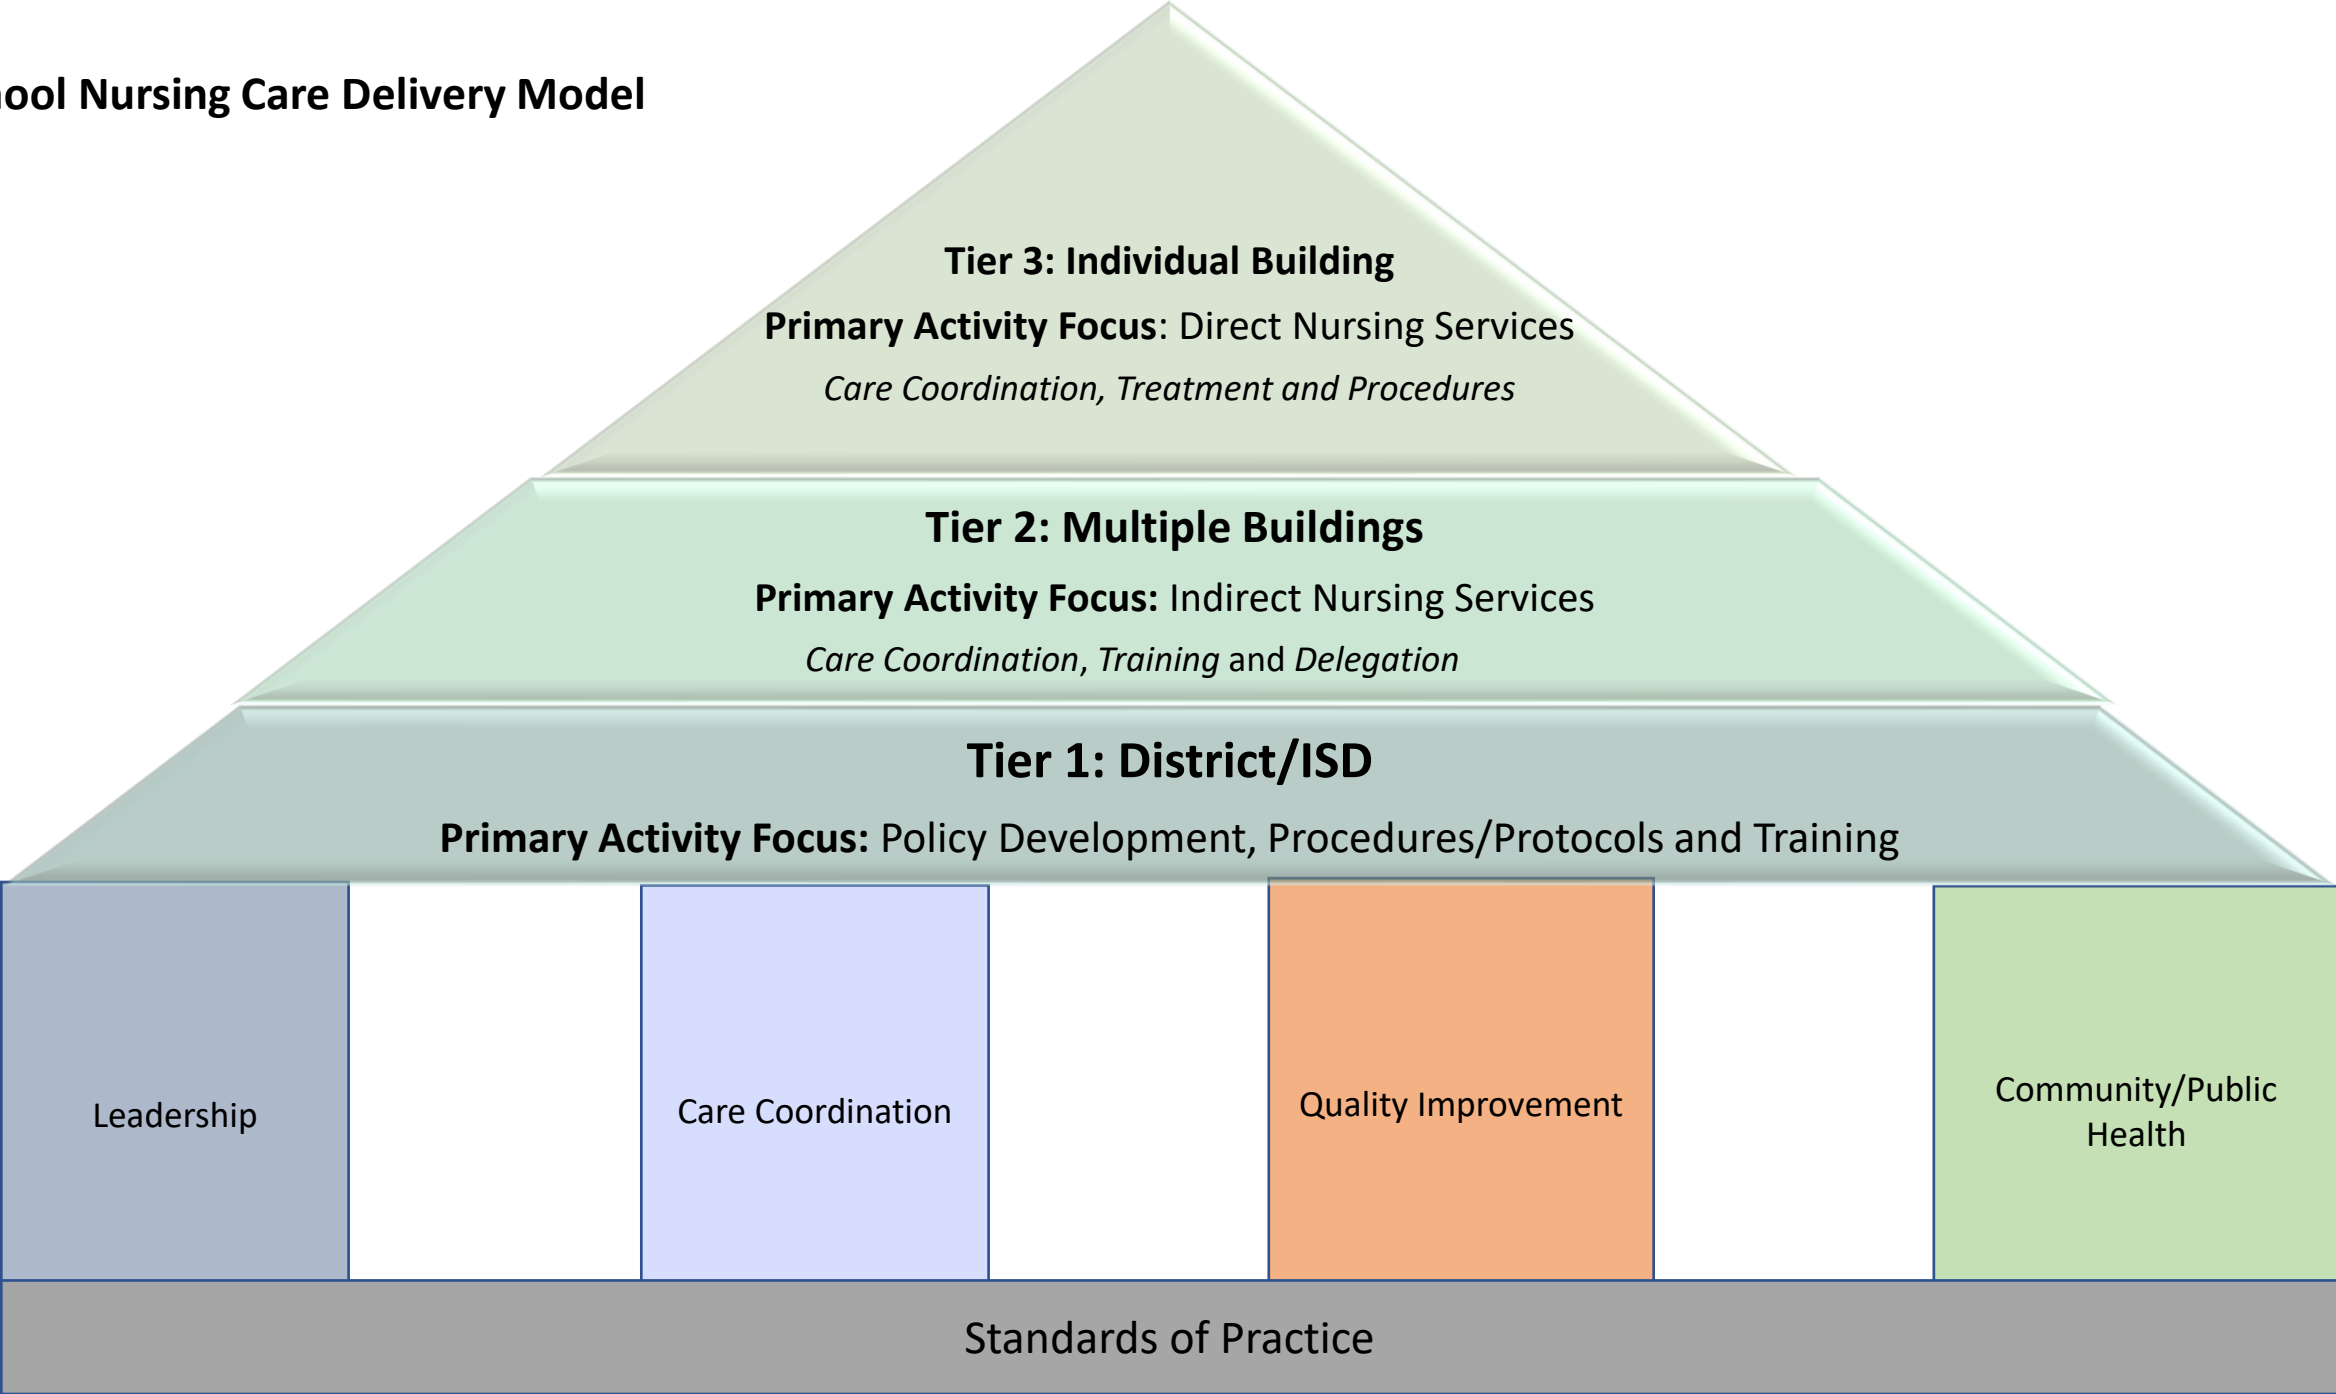 ool Nursing Care Delivery Model
Tier 3: Individual Building
Primary Activity Focus: Direct Nursing Services
Care Coordination, Treatment and Procedures
Tier 2: Multiple Buildings
Primary Activity Focus: Indirect Nursing Services
Care Coordination, Training and Delegation
Tier 1: District/ISD
Primary Activity Focus: Policy Development, Procedures/Protocols and Training
Leadership
Care Coordination
Quality Improvement
Community/Public
Health
Standards of Practice